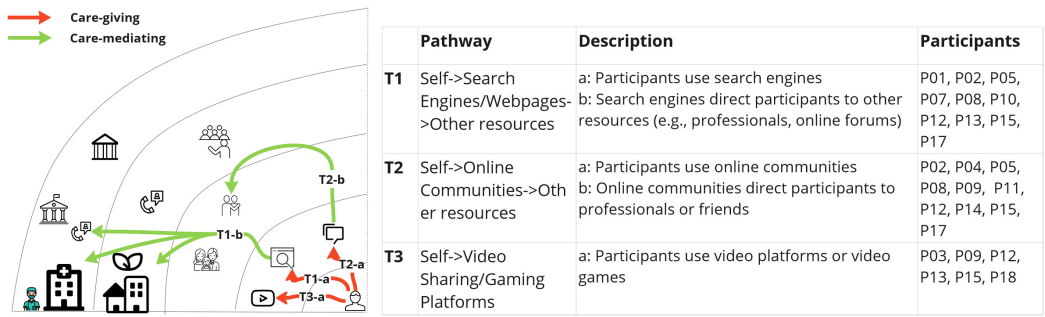 Care-giving
Care-mediating
T2-b
T1-b
T2-a
T1-a
T3-a
Pathway Description Participants
T1 Self->Search a: Participants use search engines P01, P02, P05,
Engines/Webpages- b: Search engines direct participants to other P07, P08, P10,
>Other resources resources (e.g., professionals, online forums) P12, P13, P15,
P17
T2 Self->Online a: Participants use online communities P02, P04, P05,
Communities->Oth b: Online communities direct participants to P08, P09, P11,
er resources professionals or friends P12, P14, P15,
P17
T3 Self->Video a: Participants use video platforms or video P03, P09, P12,
Sharing/Gaming games P13, P15, P18
Platforms